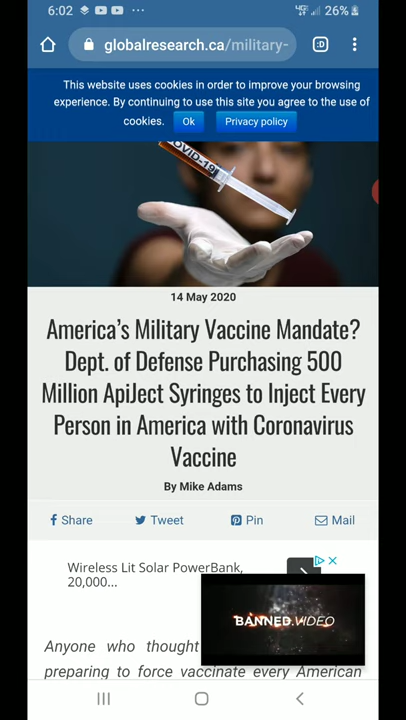 6:02 26%
globalresearch.ca/military-
:D
This website uses cookies in order to improve your browsing
experience. By continuing to use this site you agree to the use of
cookies. Ok Privacy policy
COVID-19
14 May 2020
America's Military Vaccine Mandate?
Dept. of Defense Purchasing 500
Million ApiJect Syringes to Inject Every
Person in America with Coronavirus
Vaccine
By Mike Adams
Share Tweet Pin Mail
Wireless Lit Solar PowerBank,
20,000...
BANNED.VIDEO
Anyone who thought
preparing to force vaccinate every American